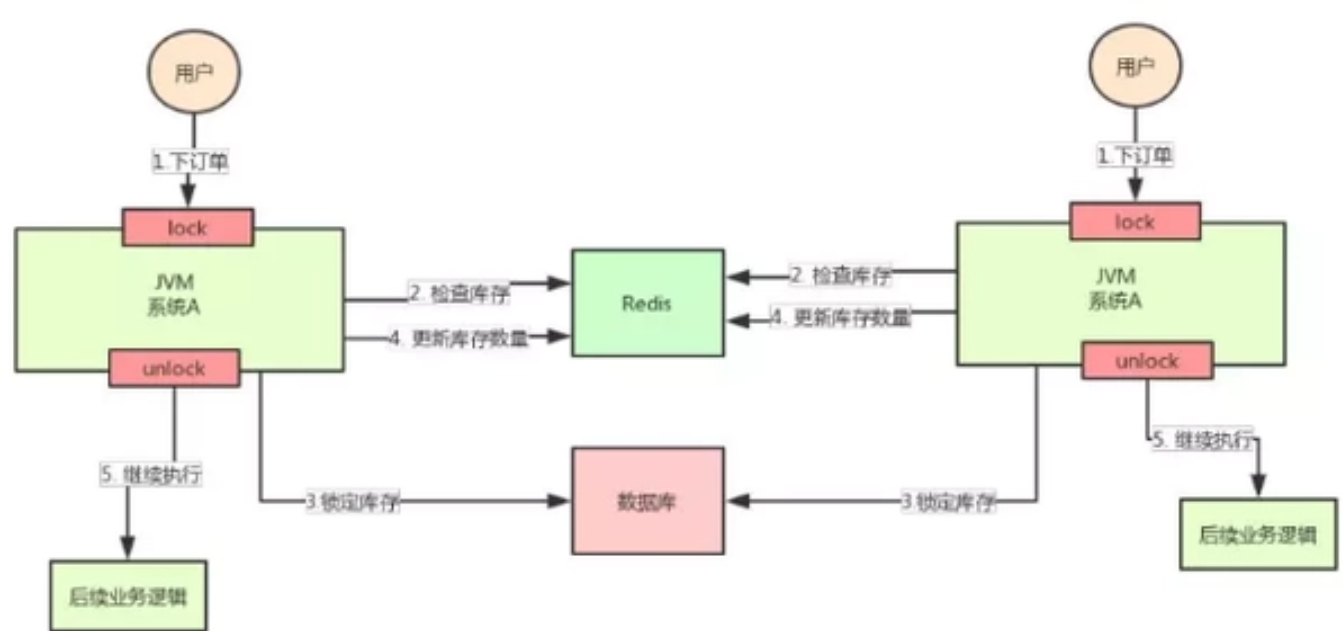 用户
1.下订单
lock
JVM
系统A
unlock
2. 检查库存
4. 更新库存数量
5. 继续执行
后续业务逻辑
3.锁定库存
Redis
数据库
用户
1.下订单
lock
JVM
系统A
unlock
2. 检查库存
4. 更新库存数量
3.锁定库存
5. 继续执行
后续业务逻辑